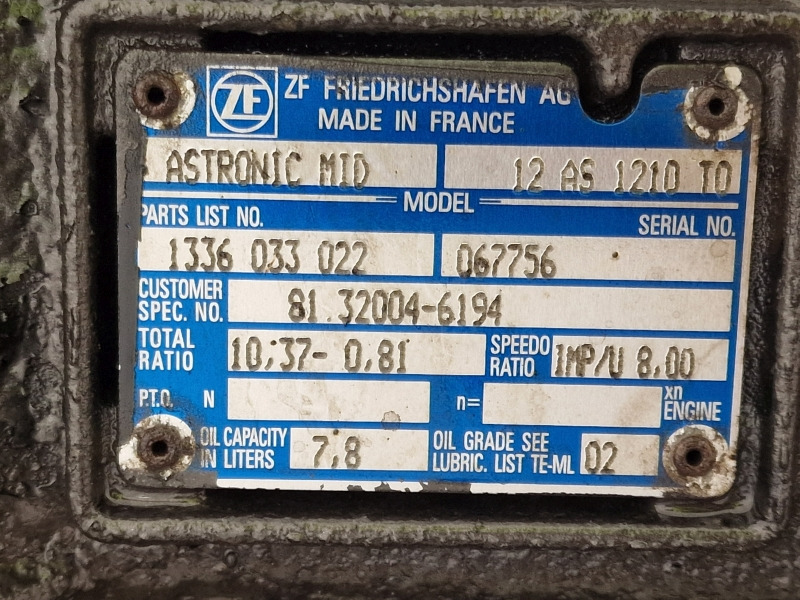 ZF ZF FRIEDRICHSHAFEN AG
MADE IN FRANCE
ASTRONIC MID 12 AS 1210 TO
MODEL
PARTS LIST NO. SERIAL NO.
1336 033 022 067756
CUSTOMER
SPEC. NO. 81.32004-6194
TOTAL
RATIO 10,37- 0,81 SPEEDO
RATIO IMP/U 8,00
P.T.O. N n= xn
ENGINE
OIL CAPACITY
IN LITERS 7,8 OIL GRADE SEE
LUBRIC. LIST TE-ML 02